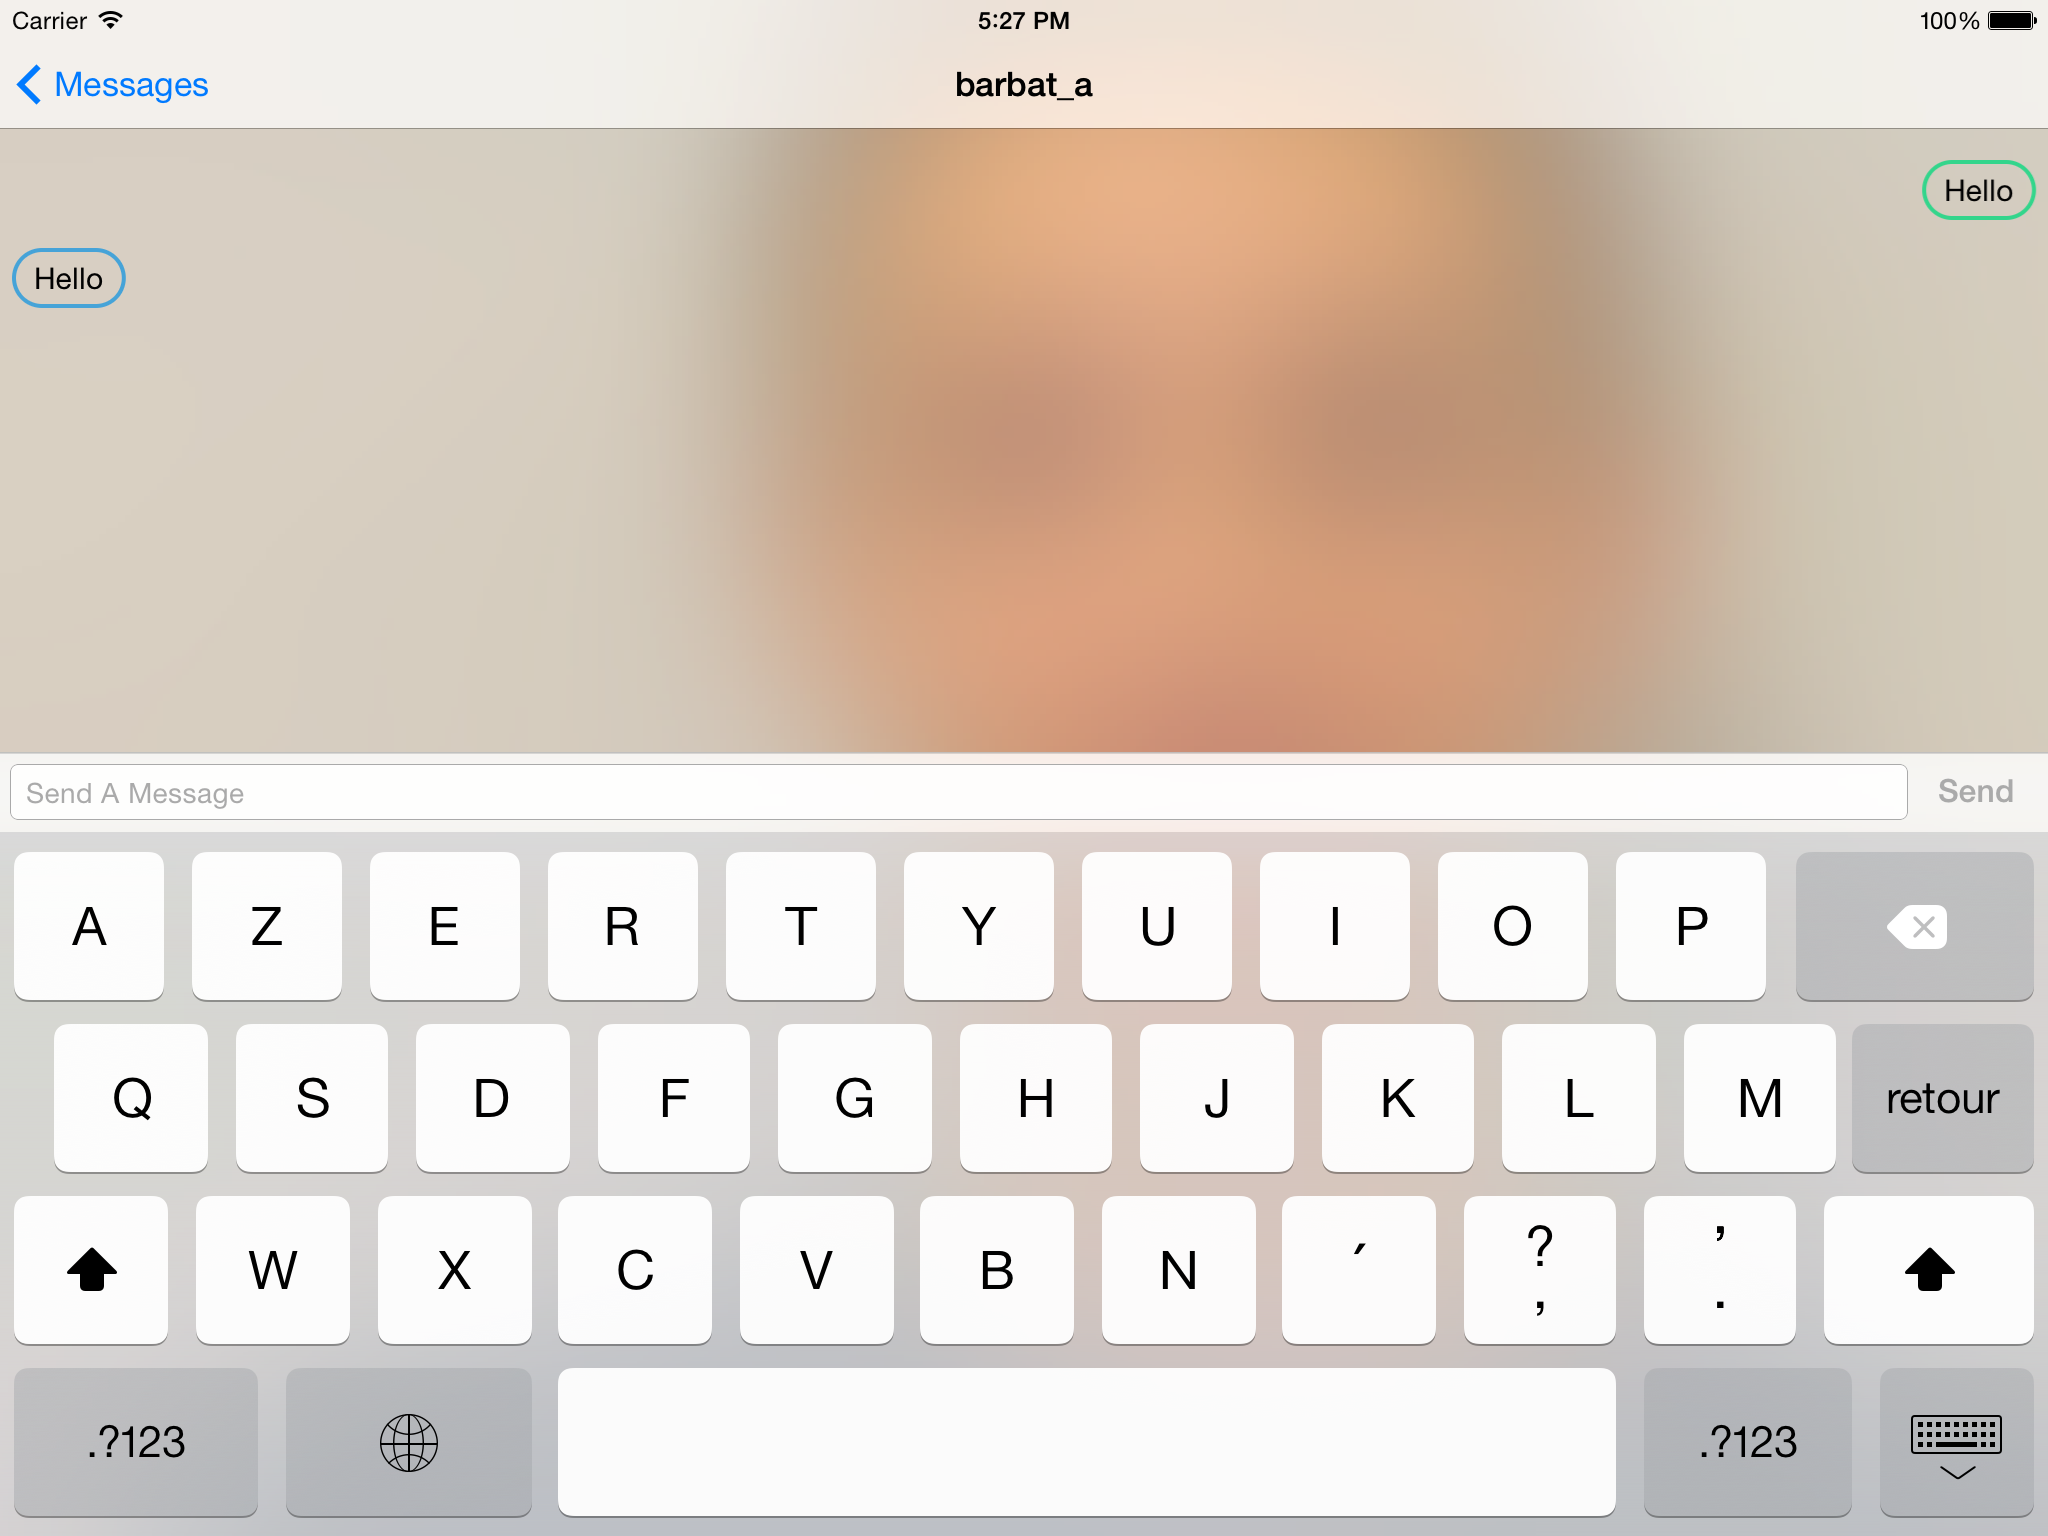 Carrier 5:27 PM 100%
Messages barbat_a
Hello
Hello
Send A Message Send
A Z E R T Y U I O P
Q S D F G H J K L M retour
W X C V B N ´ ? , ’ .
.?123 .?123